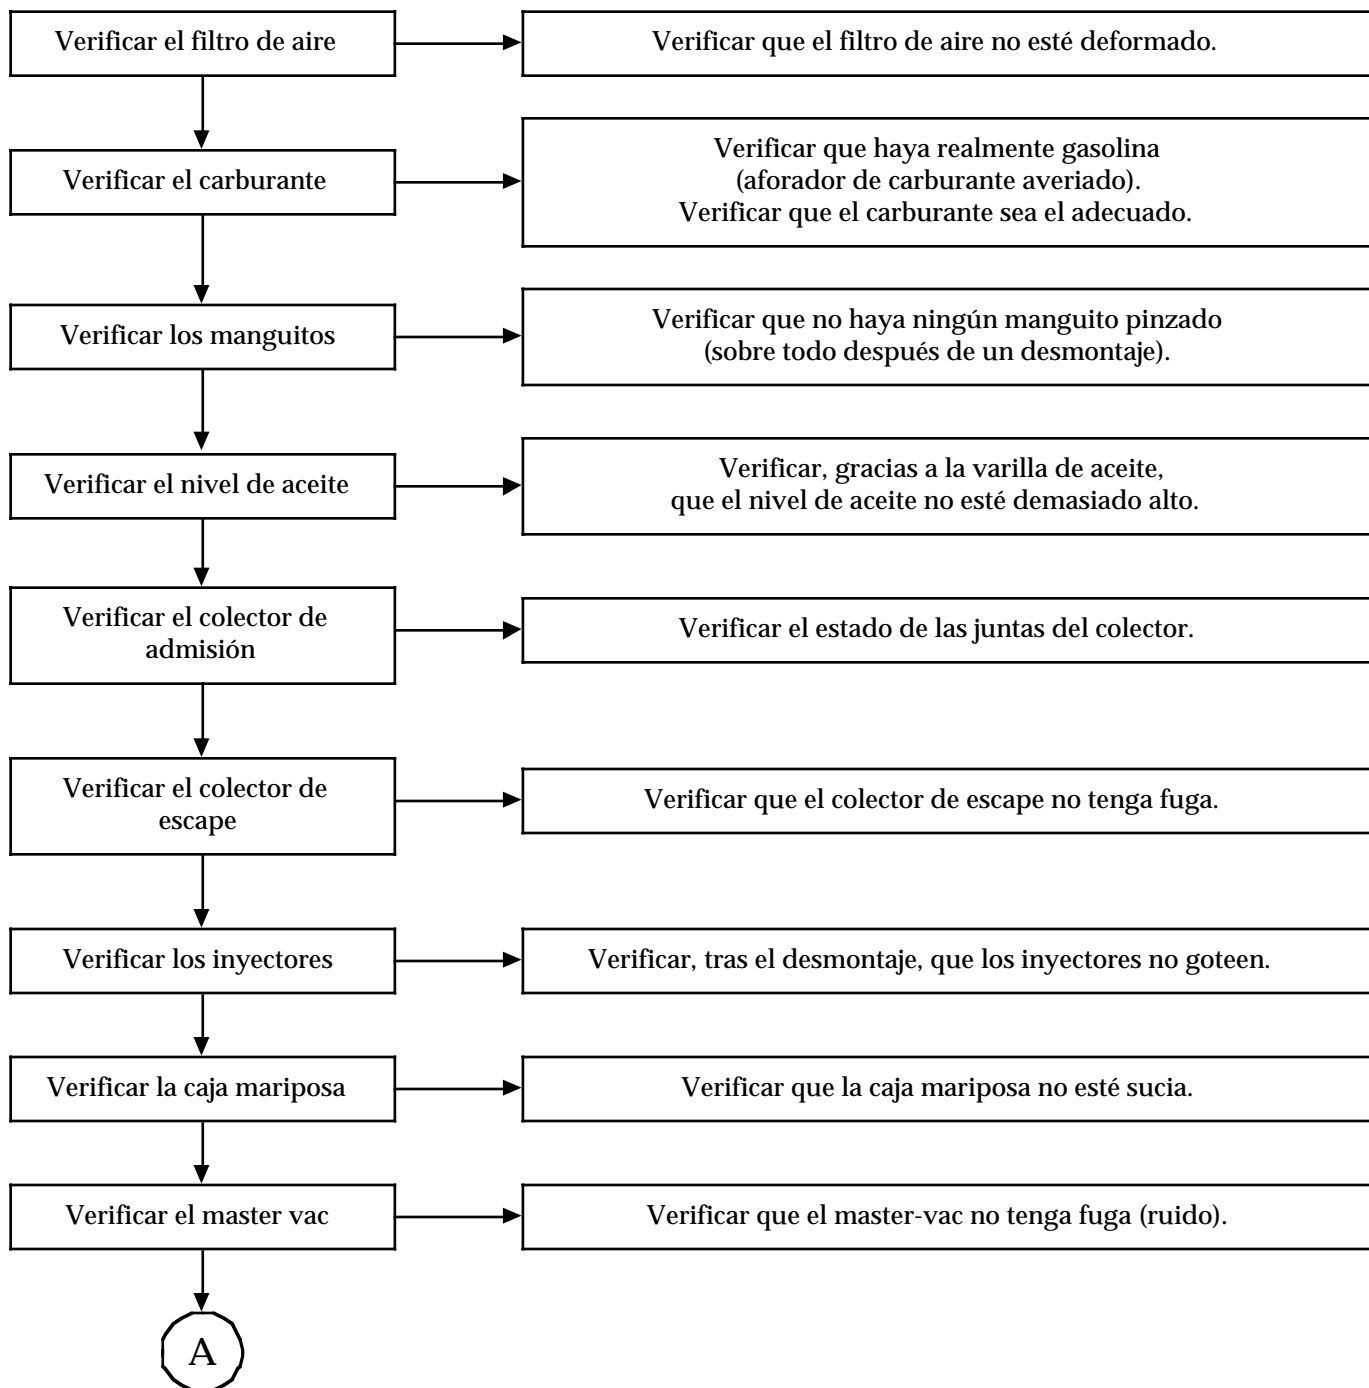 Verificar el filtro de aire
Verificar que el filtro de aire no esté deformado.
Verificar el carburante
Verificar que haya realmente gasolina
(aforador de carburante averiado).
Verificar que el carburante sea el adecuado.
Verificar los manguitos
Verificar que no haya ningún manguito pinzado
(sobre todo después de un desmontaje).
Verificar el nivel de aceite
Verificar, gracias a la varilla de aceite,
que el nivel de aceite no esté demasiado alto.
Verificar el colector de
admisión
Verificar el estado de las juntas del colector.
Verificar el colector de
escape
Verificar que el colector de escape no tenga fuga.
Verificar los inyectores
Verificar, tras el desmontaje, que los inyectores no goteen.
Verificar la caja mariposa
Verificar que la caja mariposa no esté sucia.
Verificar el master vac
Verificar que el master-vac no tenga fuga (ruido).
A